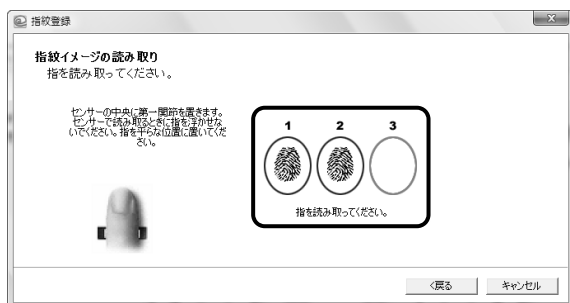 指紋登録
指紋イメージの読み取り
指を読み取ってください。
センサーの中央に第一関節を置きます。
センサーで読み取るときに指を浮かせな
いでください。指を平らな位置に置いてくだ
さい。
1 2 3
指を読み取ってください。
<戻る キャンセル